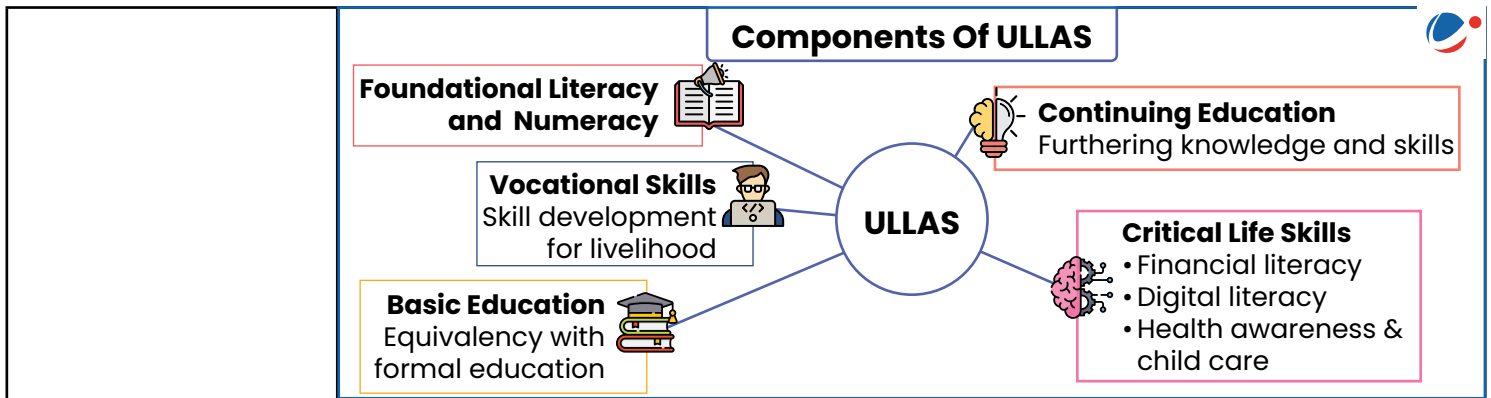 Components Of ULLAS
Foundational Literacy
and Numeracy
Vocational Skills
Skill development
for livelihood
Basic Education
Equivalency with
formal education
ULLAS
Continuing Education
Furthering knowledge and skills
Critical Life Skills
• Financial literacy
• Digital literacy
• Health awareness &
child care